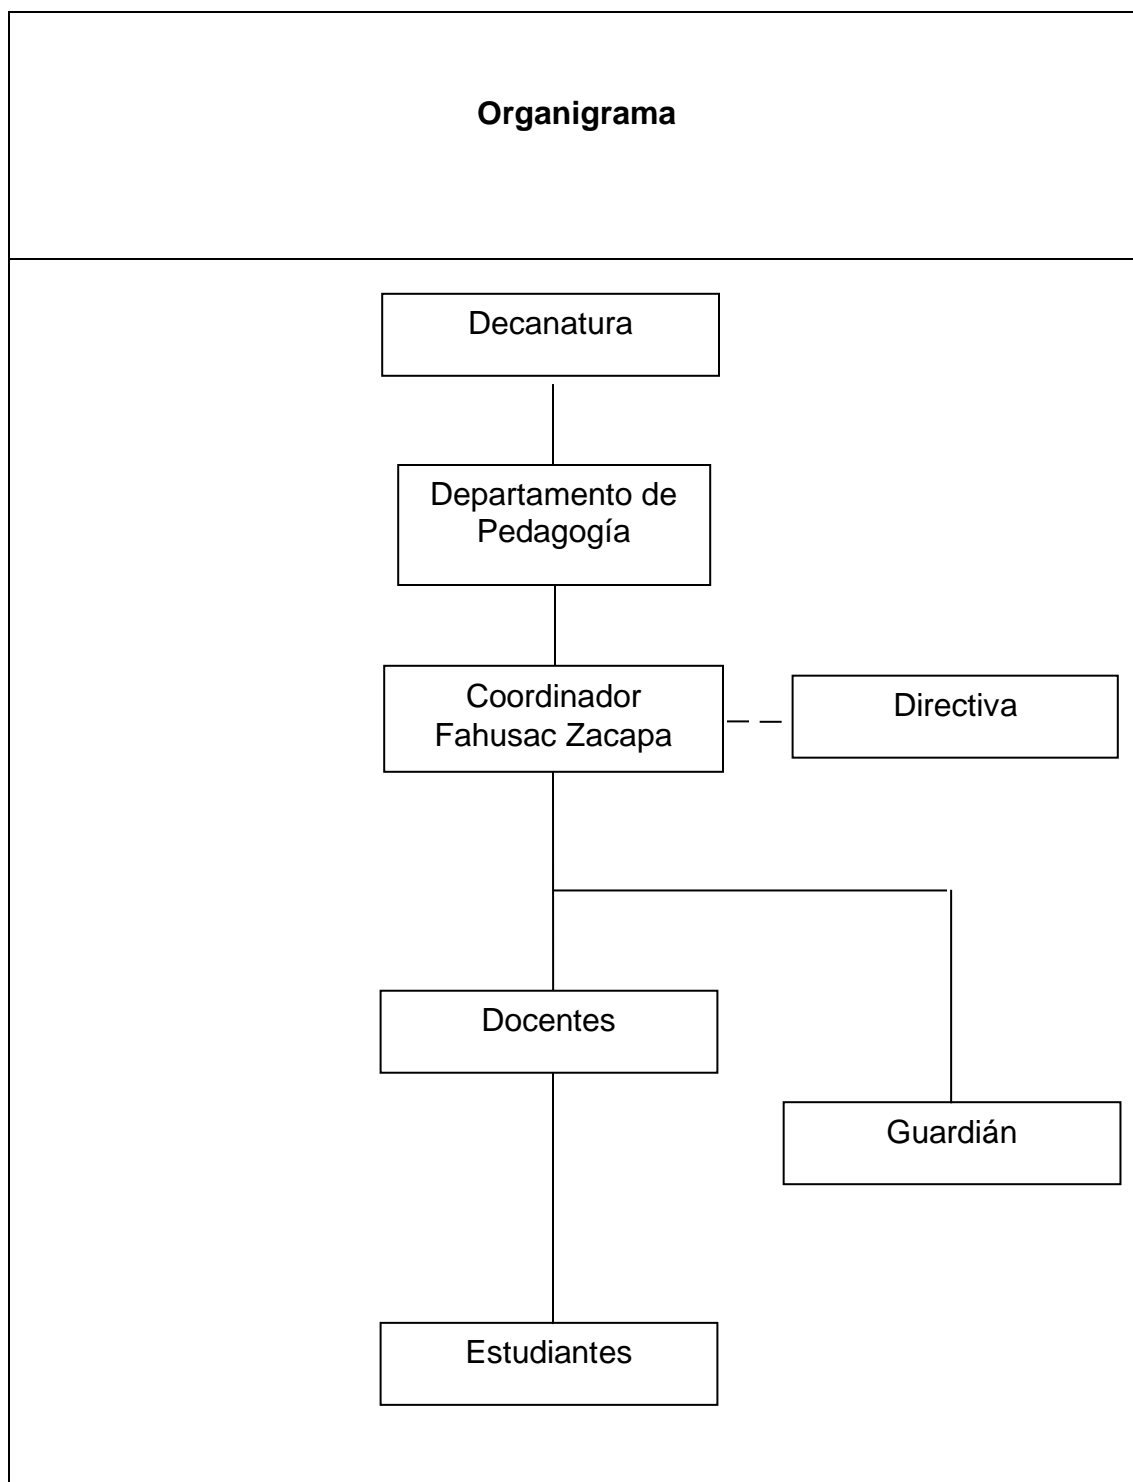 Organigrama
Decanatura
Departamento de
Pedagogía
Coordinador
Fahusac Zacapa
Directiva
Docentes
Guardián
Estudiantes